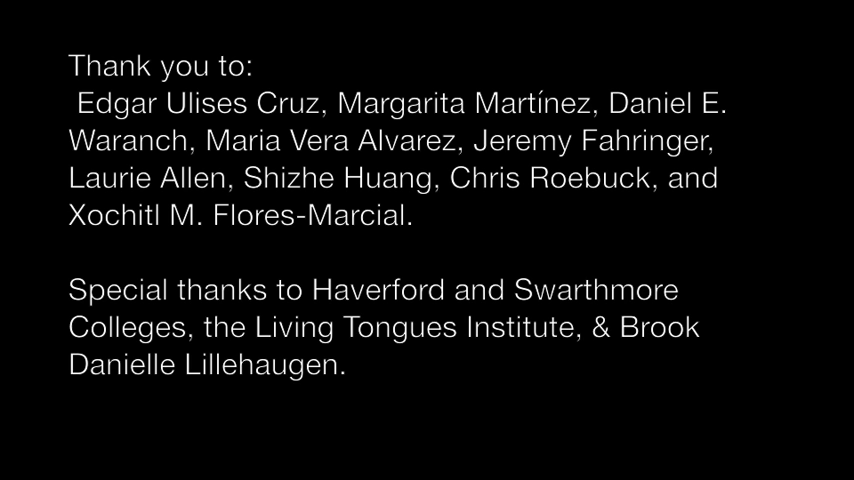 Thank you to:
Edgar Ulises Cruz, Margarita Martínez, Daniel E.
Waranch, Maria Vera Alvarez, Jeremy Fahringer,
Laurie Allen, Shizhe Huang, Chris Roebuck, and
Xochitl M. Flores-Marcial.
Special thanks to Haverford and Swarthmore
Colleges, the Living Tongues Institute, & Brook
Danielle Lillehaugen.